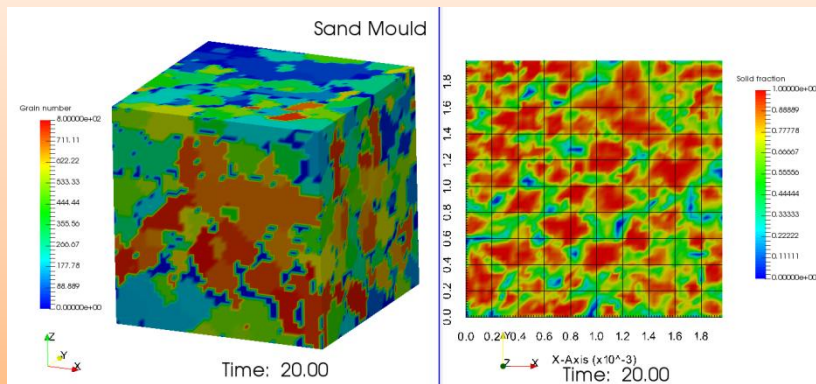 Sand Mould
Grain number
8.00000e+02
711.11
622.22
533.33
444.56
355.56
266.67
177.78
88.889
0.00000e+00
Z
Y
X
Time: 20.00
Solid fraction
1.00000e+00
0.88889
0.77778
0.66667
0.55556
0.44444
0.33333
0.22222
0.11111
0.00000e+00
1.8
1.6
1.4
1.2
1.0
0.8
0.6
0.4
0.2
0.0
0.0 0.2 0.4 0.6 0.8 1.0 1.2 1.4 1.6 1.8
Y
Z
X
X-Axis (x10^-3)
Time: 20.00